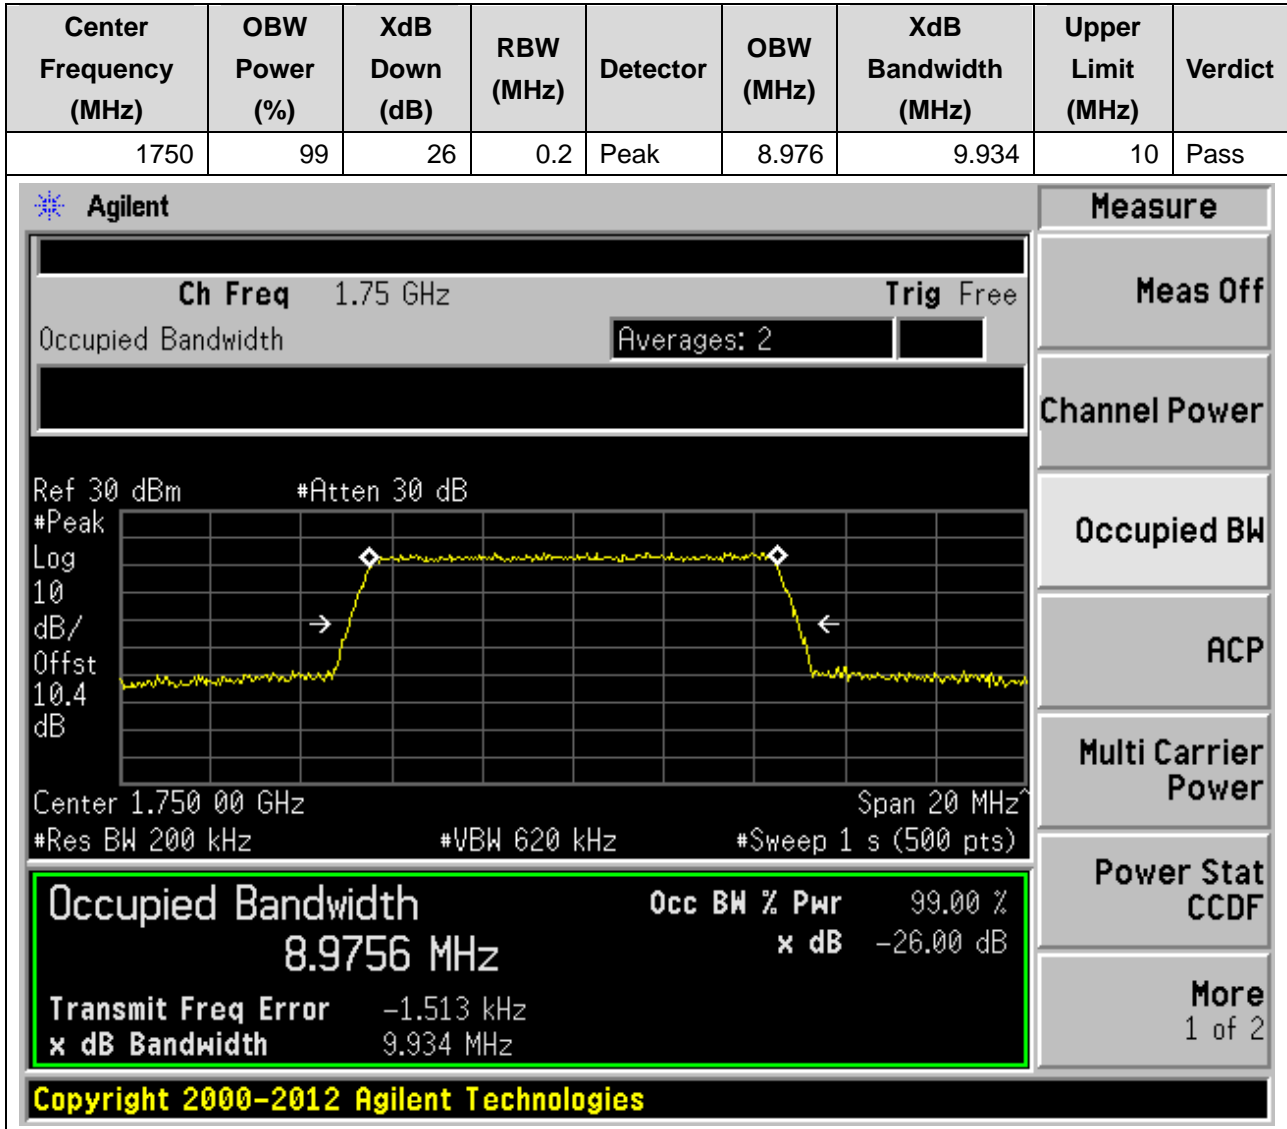 Center Frequency (MHz) OBW Power (%) XdB Down (dB) RBW (MHz) Detector OBW (MHz) XdB Bandwidth (MHz) Upper Limit (MHz) Verdict
1750 99 26 0.2 Peak 8.976 9.934 10 Pass
Agilent
Measure
Ch Freq 1.75 GHz Trig Free
Meas Off
Occupied Bandwidth Averages: 2
Channel Power
Ref 30 dBm #Atten 30 dB
#Peak
Log
10
dB/
Offst
10.4
dB
Occupied BW
ACP
Multi Carrier
Power
Center 1.750 00 GHz Span 20 MHz^
#Res BW 200 kHz #VBW 620 kHz #Sweep 1 s (500 pts)
Power Stat
CCDF
Occupied Bandwidth Occ BW % Pwr 99.00 %
8.9756 MHz x dB -26.00 dB
Transmit Freq Error -1.513 kHz
x dB Bandwidth 9.934 MHz
More
1 of 2
Copyright 2000-2012 Agilent Technologies